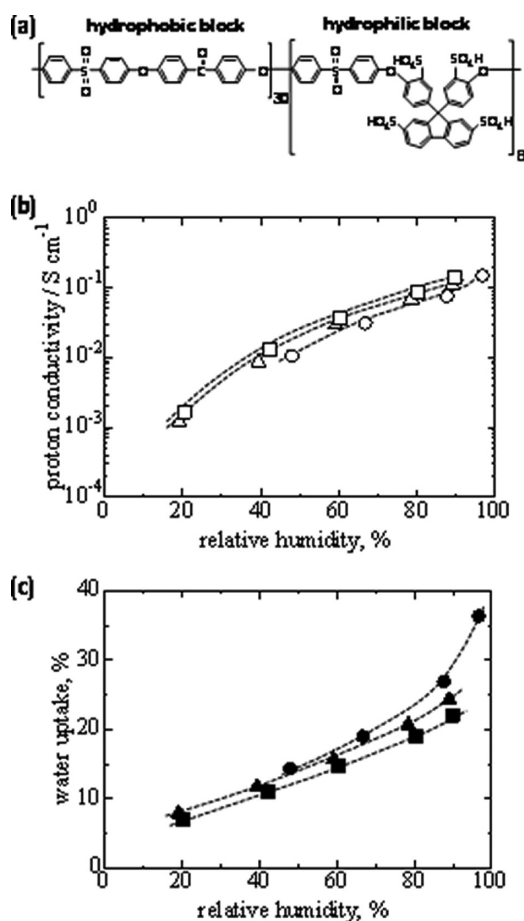 (a) hydrophobic block hydrophilic block
O O O
S O C O S O
O O
30
HO₃S SO₃H
HO₃S SO₃H
8
(b)
proton conductivity / S cm⁻¹
10⁰
10⁻¹
10⁻²
10⁻³
10⁻⁴
20 40 60 80 100
relative humidity, %
(c)
water uptake, %
40
30
20
10
0
0 20 40 60 80 100
relative humidity, %